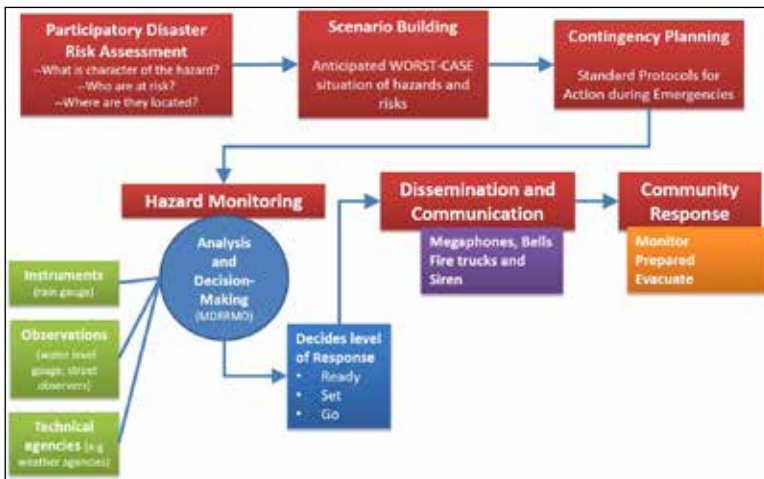 Participatory Disaster
Risk Assessment
--What is character of the hazard?
--Who are at risk?
--Where are they located?
Scenario Building
Anticipated WORST-CASE
situation of hazards and
risks
Contingency Planning
Standard Protocols for
Action during Emergencies
Hazard Monitoring
Analysis
and
Decision-
Making
(MDRRMO)
Instruments
(rain gauge)
Observations
(water level
gauge, street
observers)
Technical
agencies (e.g
weather agencies)
Decides level
of Response
• Ready
• Set
• Go
Dissemination and
Communication
Megaphones, Bells
Fire trucks and
Siren
Community
Response
Monitor
Prepared
Evacuate